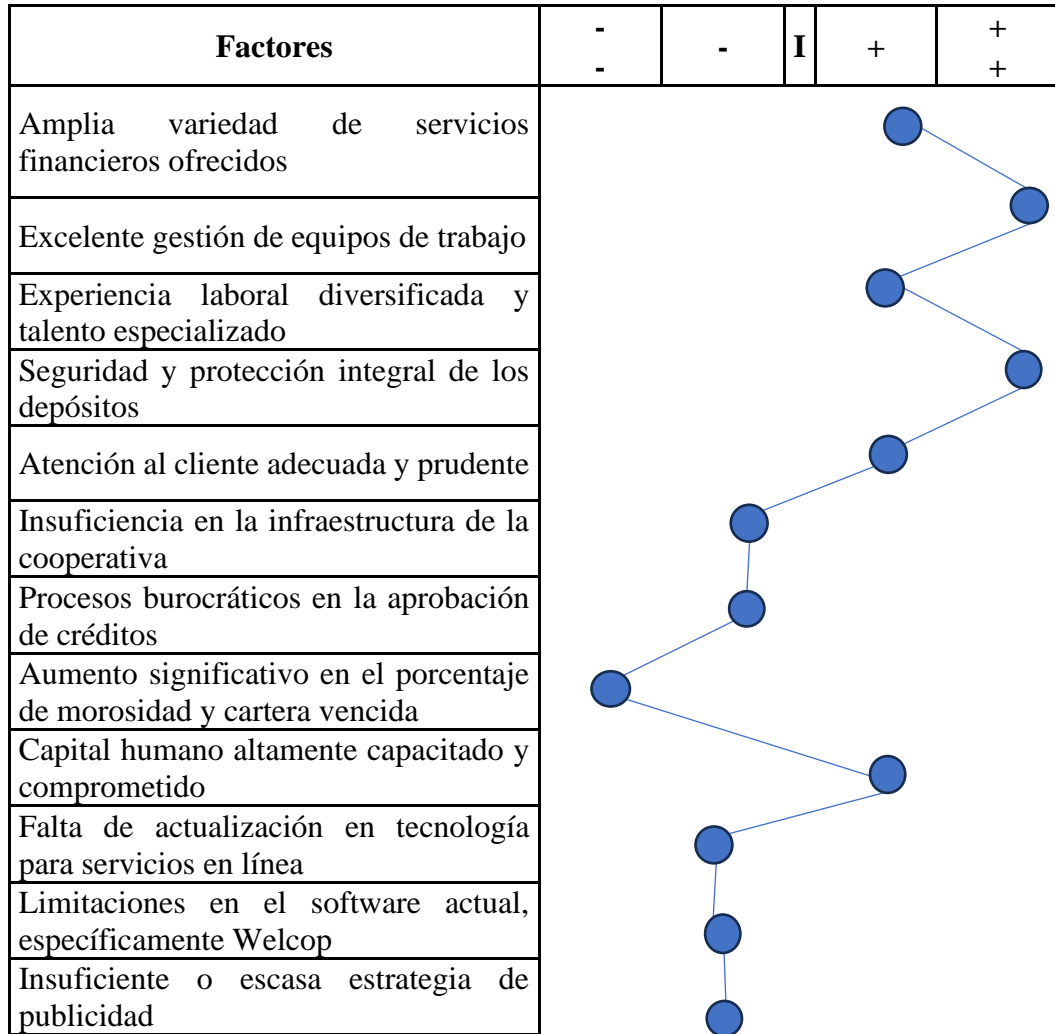 Factores - - I + +
- +
Amplia variedad de servicios
financieros ofrecidos
Excelente gestión de equipos de trabajo
Experiencia laboral diversificada y
talento especializado
Seguridad y protección integral de los
depósitos
Atención al cliente adecuada y prudente
Insuficiencia en la infraestructura de la
cooperativa
Procesos burocráticos en la aprobación
de créditos
Aumento significativo en el porcentaje
de morosidad y cartera vencida
Capital humano altamente capacitado y
comprometido
Falta de actualización en tecnología
para servicios en línea
Limitaciones en el software actual,
específicamente Welcop
Insuficiente o escasa estrategia de
publicidad